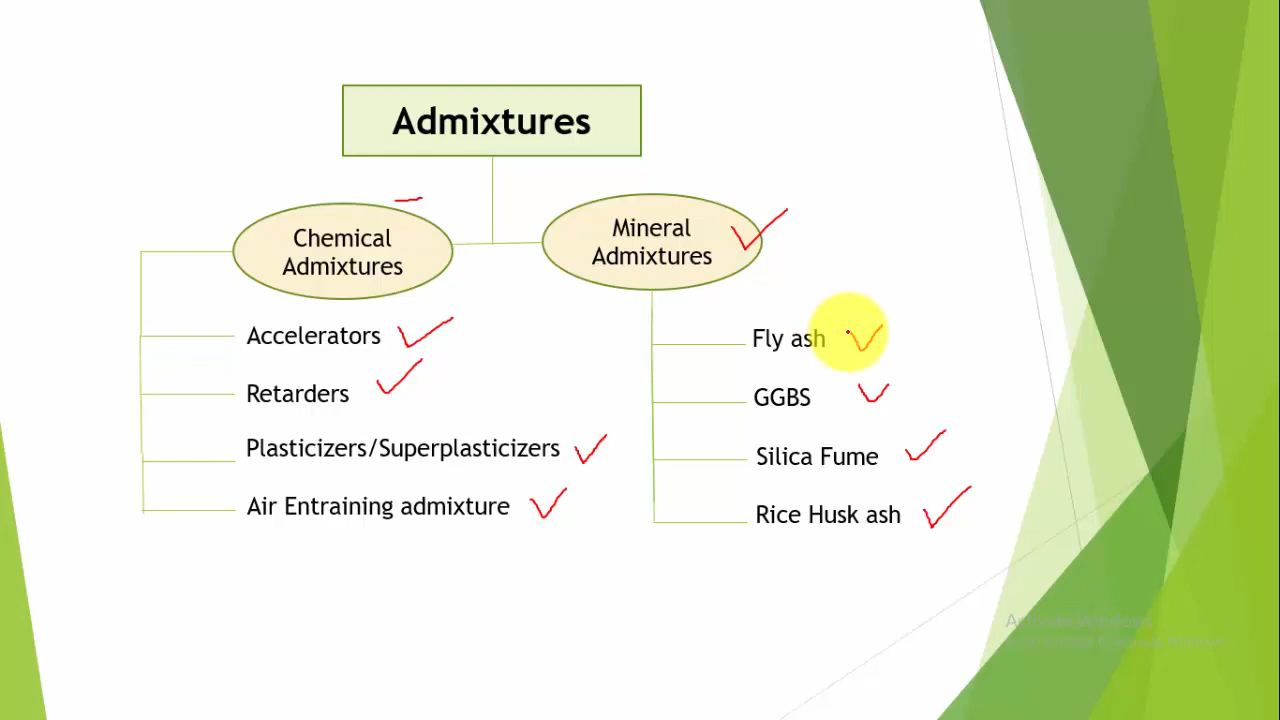 Admixtures
Chemical
Admixtures
Mineral
Admixtures
Accelerators
Retarders
Plasticizers/Superplasticizers
Air Entraining admixture
Fly ash
GGBS
Silica Fume
Rice Husk ash